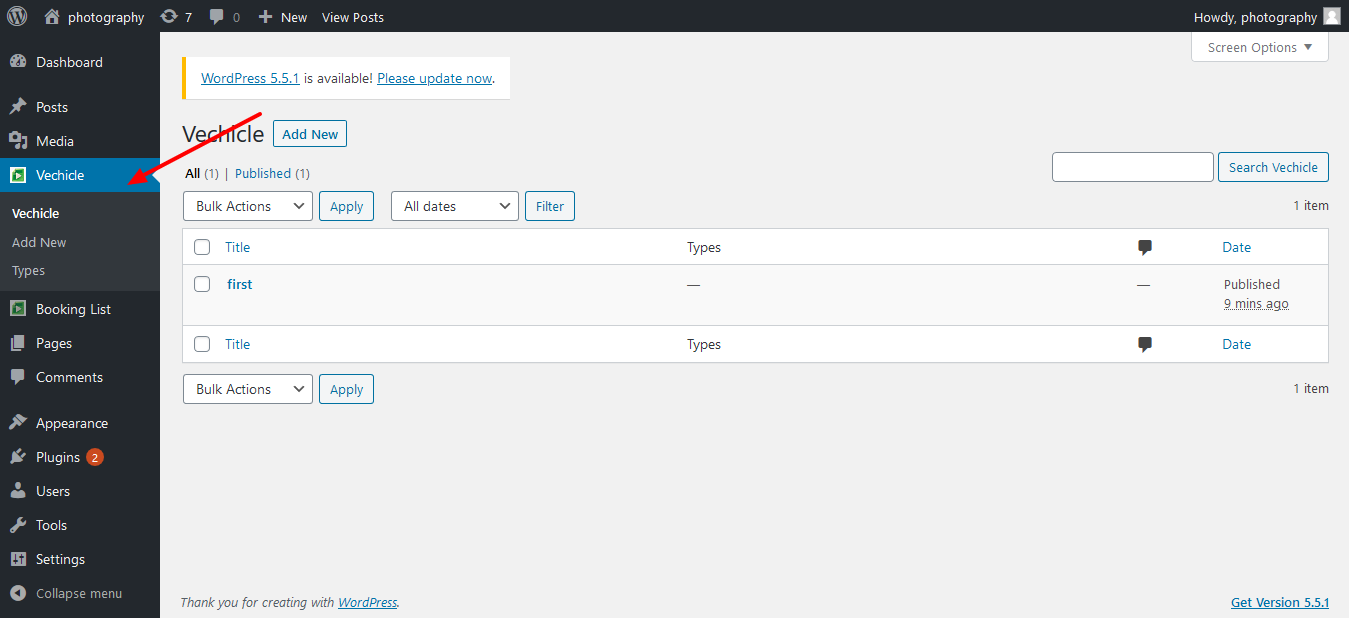 photography 7 0 New View Posts Howdy, photography
Screen Options
Dashboard
Posts
Media
Vechicle
Vechicle
Add New
Types
Booking List
Pages
Comments
Appearance
Plugins 2
Users
Tools
Settings
Collapse menu
WordPress 5.5.1 is available! Please update now.
Vechicle Add New
All (1) | Published (1)
Search Vechicle
Bulk Actions Apply All dates Filter 1 item
Title Types Date
first — — Published
9 mins ago
Title Types Date
Bulk Actions Apply 1 item
Thank you for creating with WordPress. Get Version 5.5.1